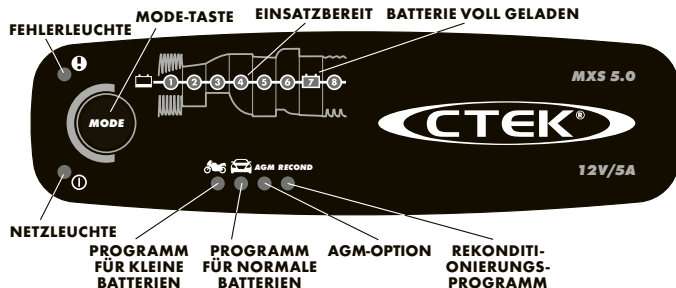 MODE-TASTE
EINSATZBEREIT
BATTERIE VOLL GELADEN
FEHLERLEUCHTE
1 2 3 4 5 6 7 8
MXS 5.0
MODE
CTEK®
AGM RECOND
12V/5A
NETZLEUCHTE
PROGRAMM
FÜR KLEINE
BATTERIEN
PROGRAMM
FÜR NORMALE
BATTERIEN
AGM-OPTION
REKONDITI-
ONIERUNGS-
PROGRAMM